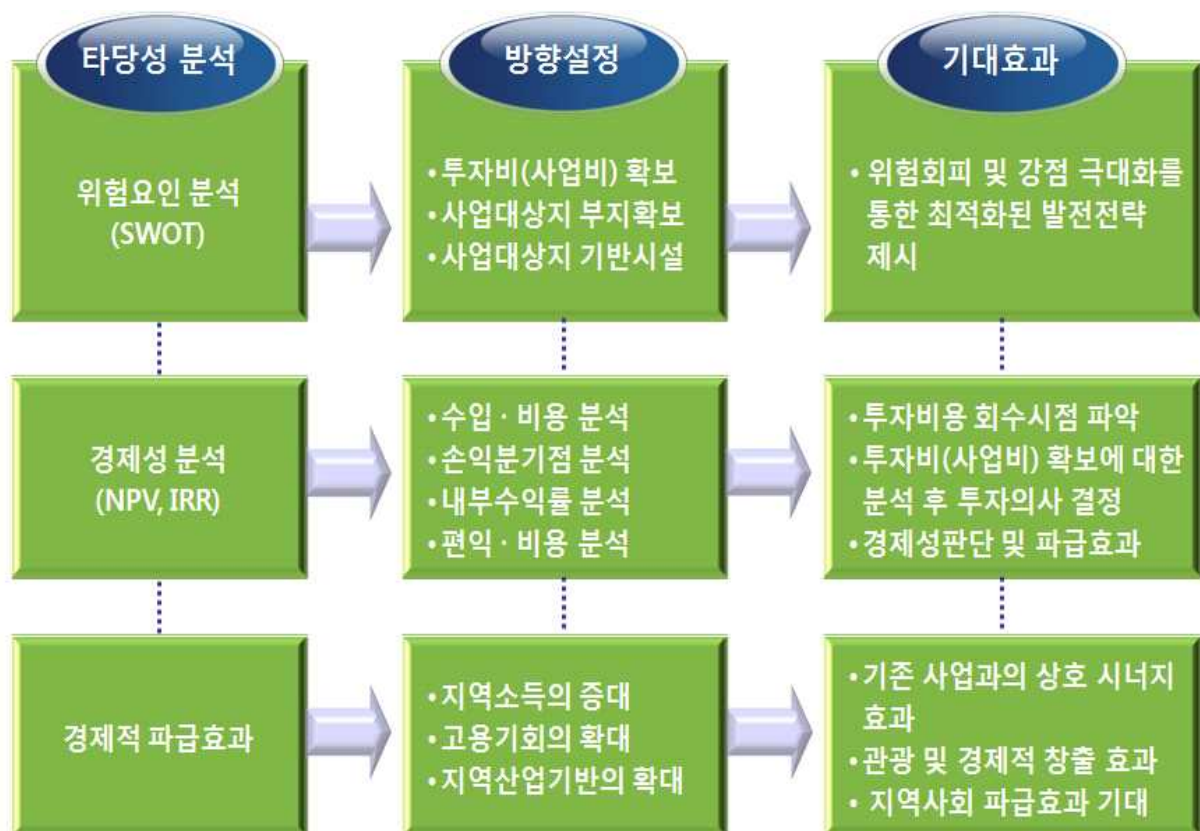 타당성 분석
방향설정
기대효과
위험요인 분석
(SWOT)
•투자비(사업비) 확보
•사업대상지 부지확보
•사업대상지 기반시설
• 위험회피 및 강점 극대화를
통한 최적화된 발전전략
제시
경제성 분석
(NPV, IRR)
•수입 · 비용 분석
•손익분기점 분석
•내부수익률 분석
•편익 · 비용 분석
•투자비용 회수시점 파악
•투자비(사업비) 확보에 대한
분석 후 투자의사 결정
•경제성판단 및 파급효과
경제적 파급효과
•지역소득의 증대
•고용기회의 확대
•지역산업기반의 확대
•기존 사업과의 상호 시너지
효과
•관광 및 경제적 창출 효과
• 지역사회 파급효과 기대